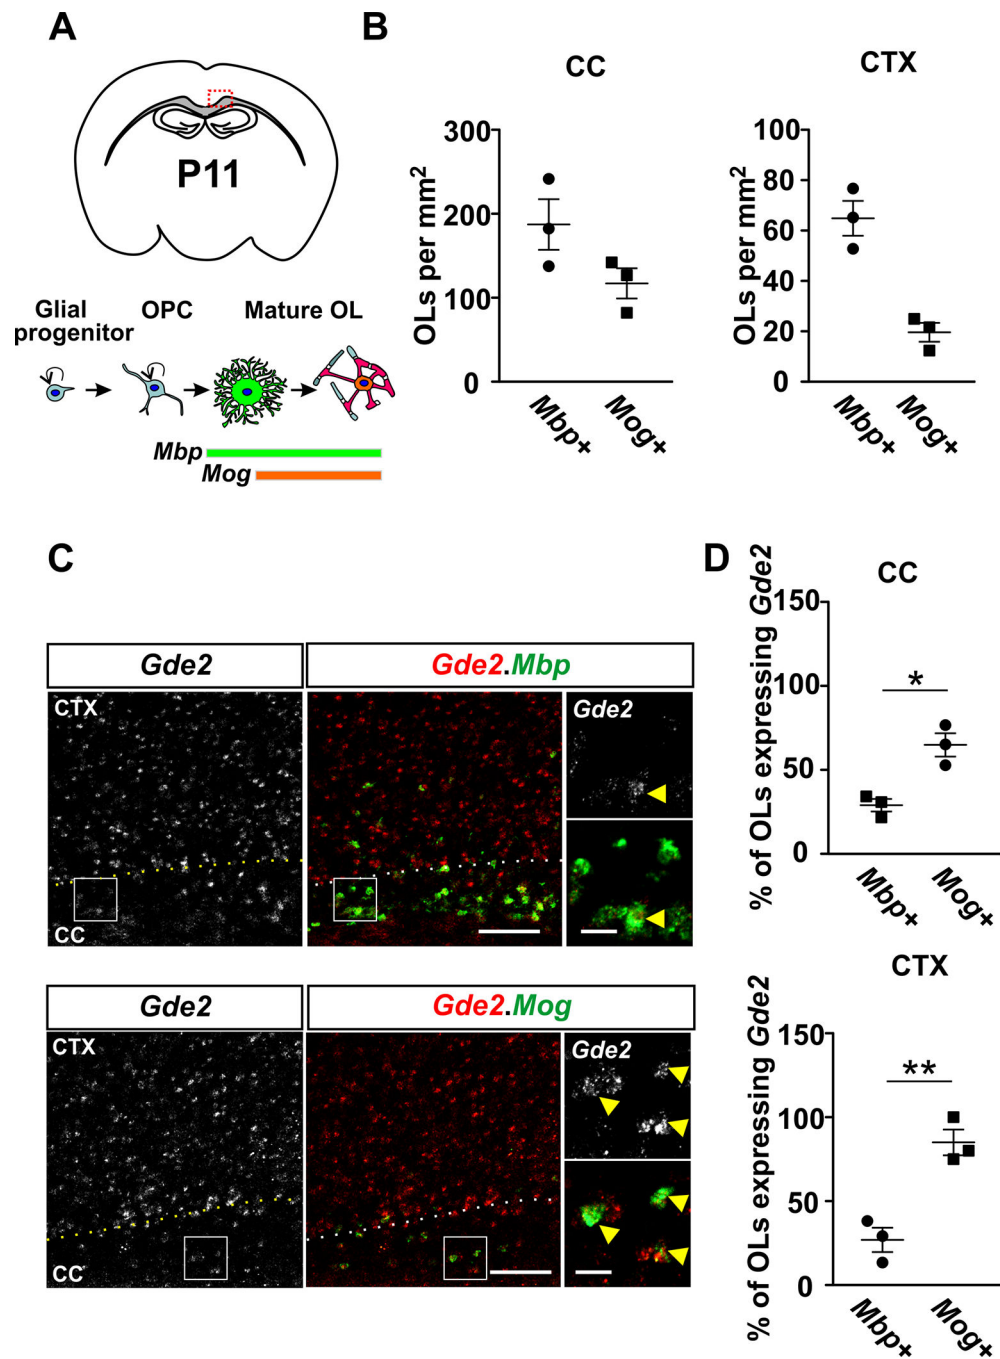 A
P11
Glial progenitor
OPC
Mature OL
Mbp
Mog
B
CC
OLs per mm²
300
200
100
0
Mbp+
Mog+
CTX
OLs per mm²
100
80
60
40
20
0
Mbp+
Mog+
C
Gde2
Gde2.Mbp
CTX
CC
Gde2
Gde2
Gde2.Mog
CTX
CC
Gde2
D
CC
% of OLs expressing Gde2
150
100
50
0
*
Mbp+
Mog+
CTX
% of OLs expressing Gde2
150
100
50
0
**
Mbp+
Mog+